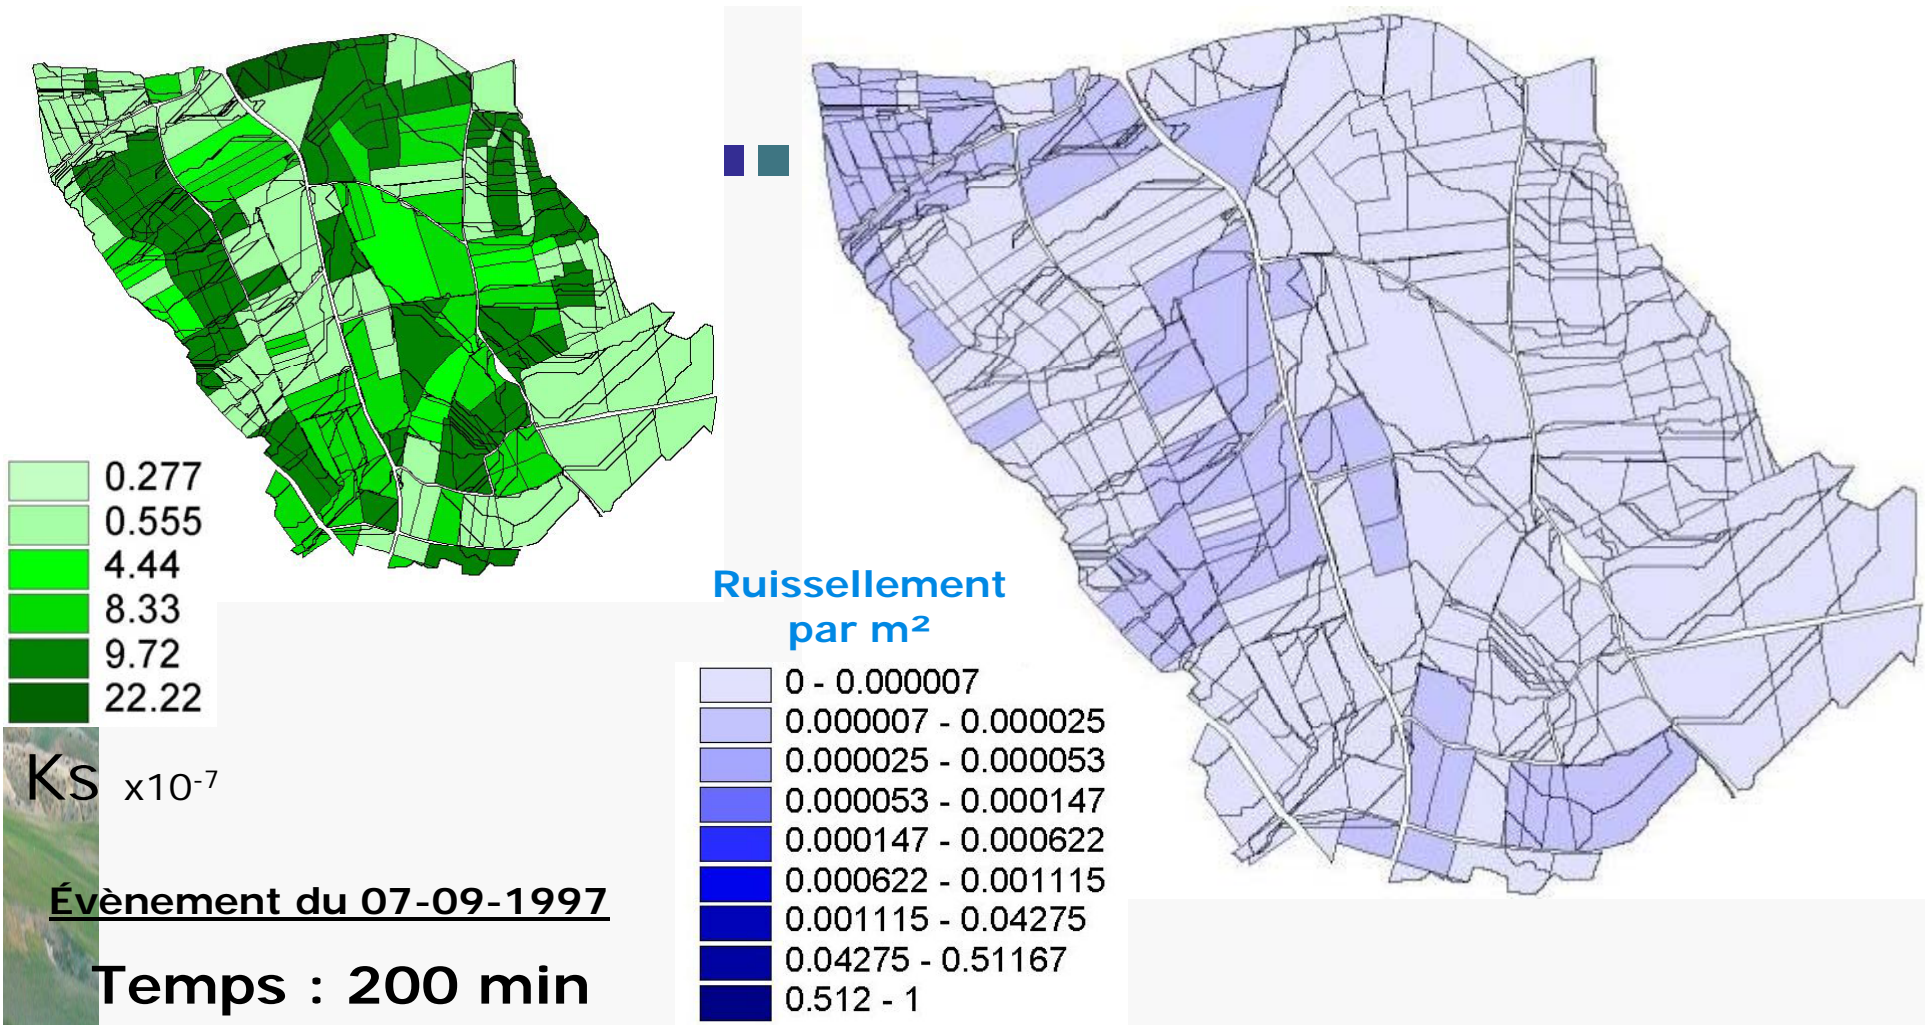 0.277
0.555
4.44
8.33
9.72
22.22
Ks x10-7
Évènement du 07-09-1997
Temps : 200 min
Ruissellement
par m²
0 - 0.000007
0.000007 - 0.000025
0.000025 - 0.000053
0.000053 - 0.000147
0.000147 - 0.000622
0.000622 - 0.001115
0.001115 - 0.04275
0.04275 - 0.51167
0.512 - 1